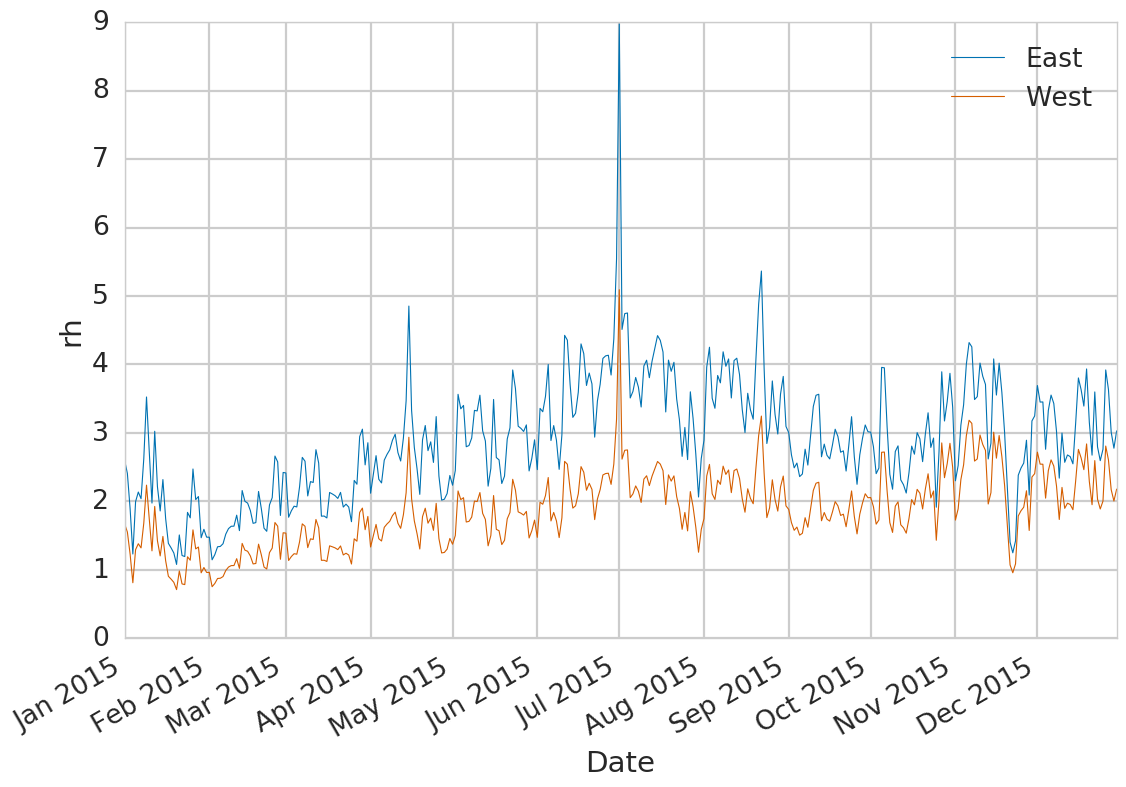 9
8
7
6
5
4
3
2
1
0
rh
East
West
Jan 2015
Feb 2015
Mar 2015
Apr 2015
May 2015
Jun 2015
Jul 2015
Aug 2015
Sep 2015
Oct 2015
Nov 2015
Dec 2015
Date